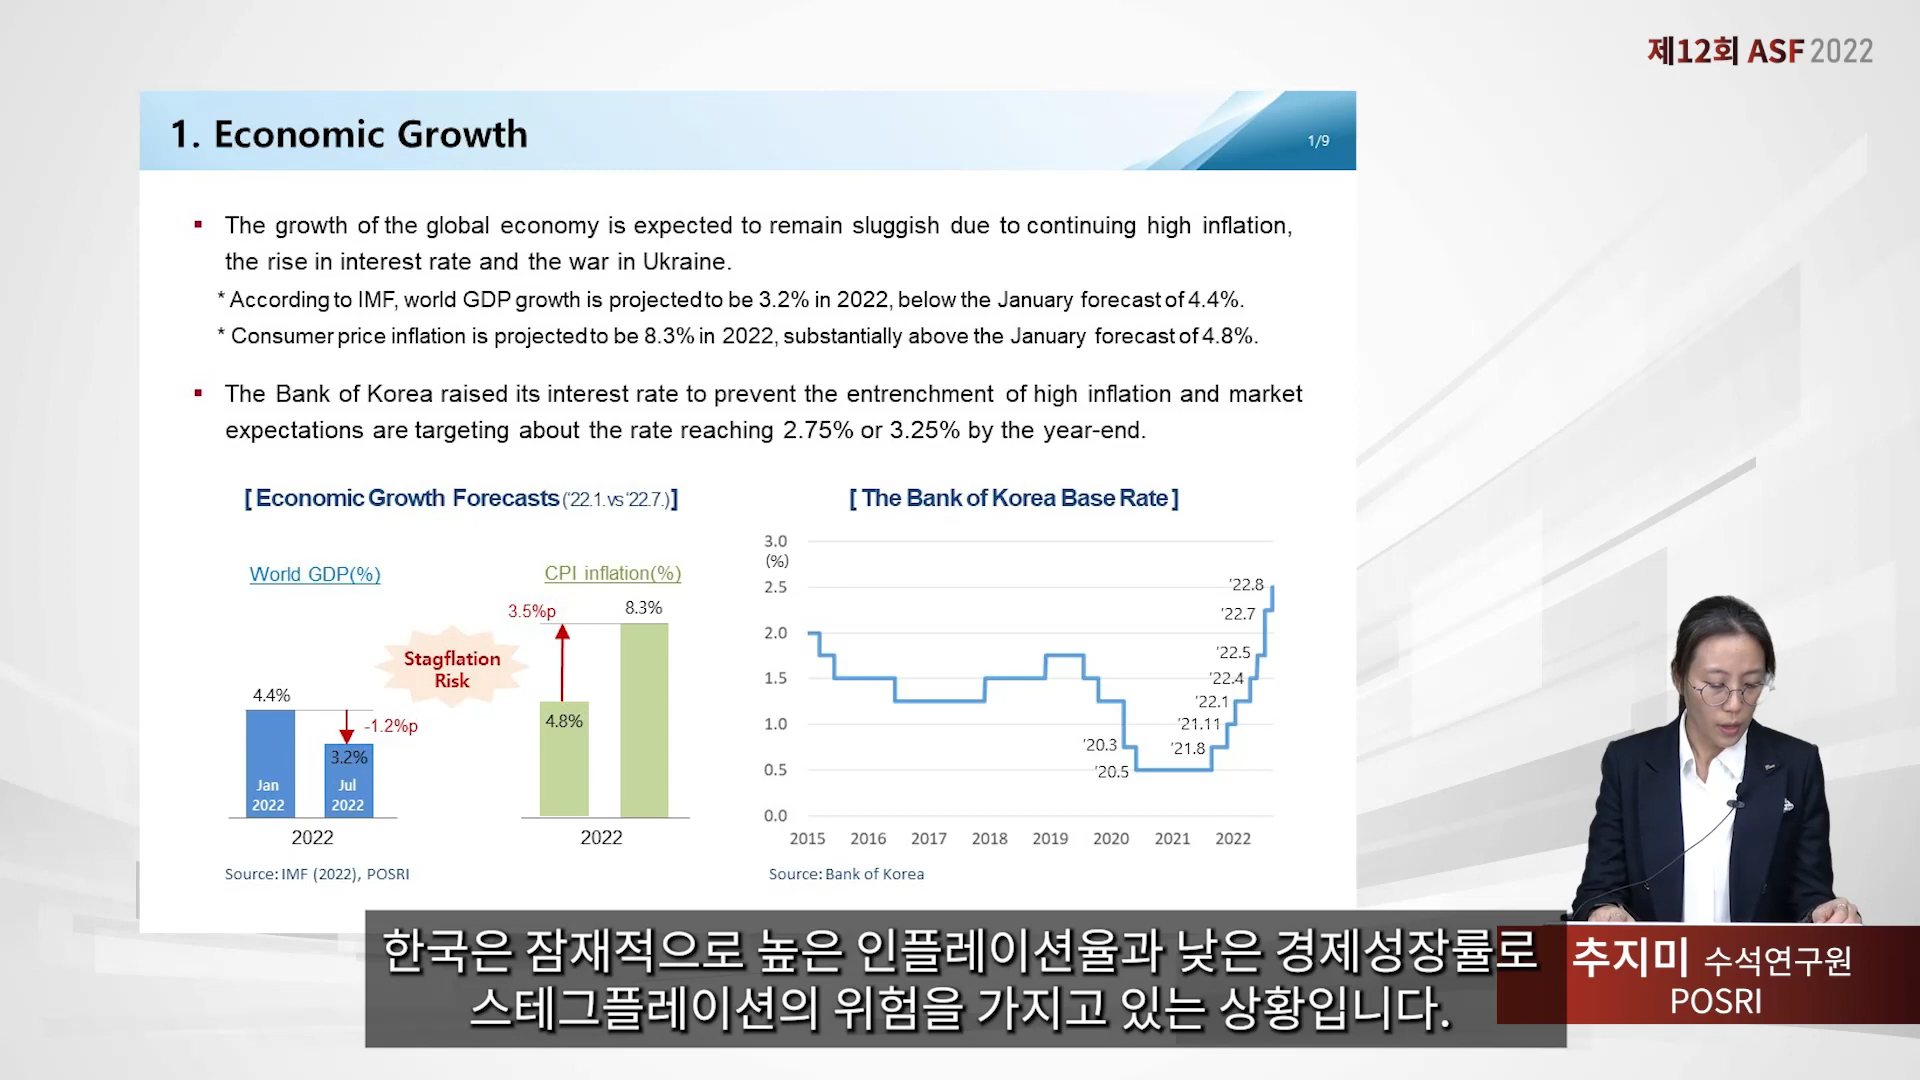 제12회 ASF 2022
1. Economic Growth
1/9
▪ The growth of the global economy is expected to remain sluggish due to continuing high inflation,
the rise in interest rate and the war in Ukraine.
* According to IMF, world GDP growth is projected to be 3.2% in 2022, below the January forecast of 4.4%.
* Consumer price inflation is projected to be 8.3% in 2022, substantially above the January forecast of 4.8%.
▪ The Bank of Korea raised its interest rate to prevent the entrenchment of high inflation and market
expectations are targeting about the rate reaching 2.75% or 3.25% by the year-end.
[ Economic Growth Forecasts ('22.1. vs '22.7.) ]
World GDP(%)
CPI inflation(%)
3.5%p
8.3%
Stagflation
Risk
4.4%
-1.2%p
4.8%
3.2%
Jan
2022
Jul
2022
2022
2022
Source: IMF (2022), POSRI
[ The Bank of Korea Base Rate ]
3.0
(%)
2.5
2.0
1.5
1.0
0.5
0.0
'22.8
'22.7
'22.5
'22.4
'22.1
'21.11
'21.8
'20.3
'20.5
2015 2016 2017 2018 2019 2020 2021 2022
Source: Bank of Korea
한국은 잠재적으로 높은 인플레이션율과 낮은 경제성장률로
스테그플레이션의 위험을 가지고 있는 상황입니다.
추지미 수석연구원
POSRI